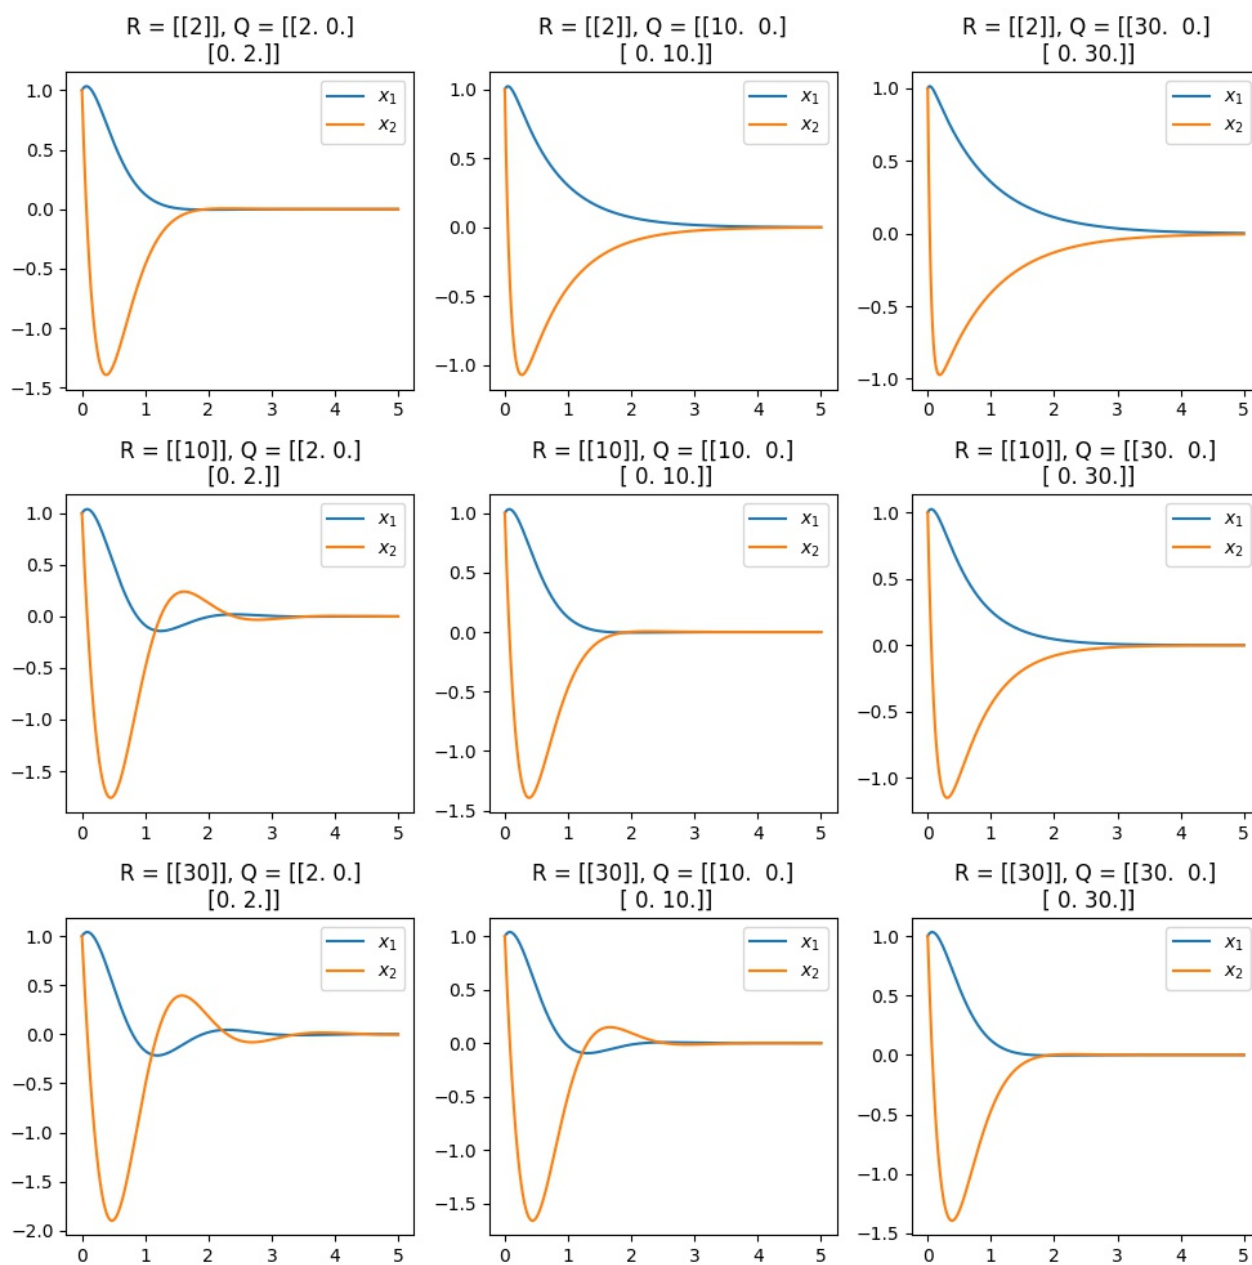 R = [[2]], Q = [[2. 0.]
[0. 2.]]
x₁
x₂
1.0
0.5
0.0
−0.5
−1.0
−1.5
0 1 2 3 4 5
R = [[2]], Q = [[10. 0.]
[ 0. 10.]]
x₁
x₂
1.0
0.5
0.0
−0.5
−1.0
0 1 2 3 4 5
R = [[2]], Q = [[30. 0.]
[ 0. 30.]]
x₁
x₂
1.0
0.5
0.0
−0.5
−1.0
0 1 2 3 4 5
R = [[10]], Q = [[2. 0.]
[0. 2.]]
x₁
x₂
1.0
0.5
0.0
−0.5
−1.0
−1.5
0 1 2 3 4 5
R = [[10]], Q = [[10. 0.]
[ 0. 10.]]
x₁
x₂
1.0
0.5
0.0
−0.5
−1.0
−1.5
0 1 2 3 4 5
R = [[10]], Q = [[30. 0.]
[ 0. 30.]]
x₁
x₂
1.0
0.5
0.0
−0.5
−1.0
0 1 2 3 4 5
R = [[30]], Q = [[2. 0.]
[0. 2.]]
x₁
x₂
1.0
0.5
0.0
−0.5
−1.0
−1.5
−2.0
0 1 2 3 4 5
R = [[30]], Q = [[10. 0.]
[ 0. 10.]]
x₁
x₂
1.0
0.5
0.0
−0.5
−1.0
−1.5
0 1 2 3 4 5
R = [[30]], Q = [[30. 0.]
[ 0. 30.]]
x₁
x₂
1.0
0.5
0.0
−0.5
−1.0
−1.5
0 1 2 3 4 5